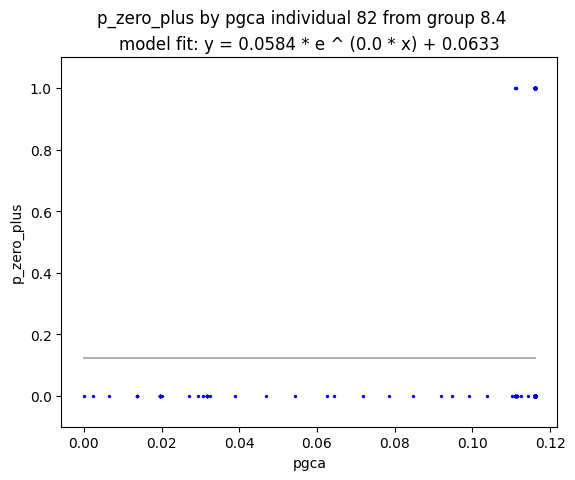 p_zero_plus by pgca individual 82 from group 8.4
model fit: y = 0.0584 * e ^ (0.0 * x) + 0.0633
1.0
0.8
0.6
0.4
0.2
0.0
p_zero_plus
0.00 0.02 0.04 0.06 0.08 0.10 0.12
pgca